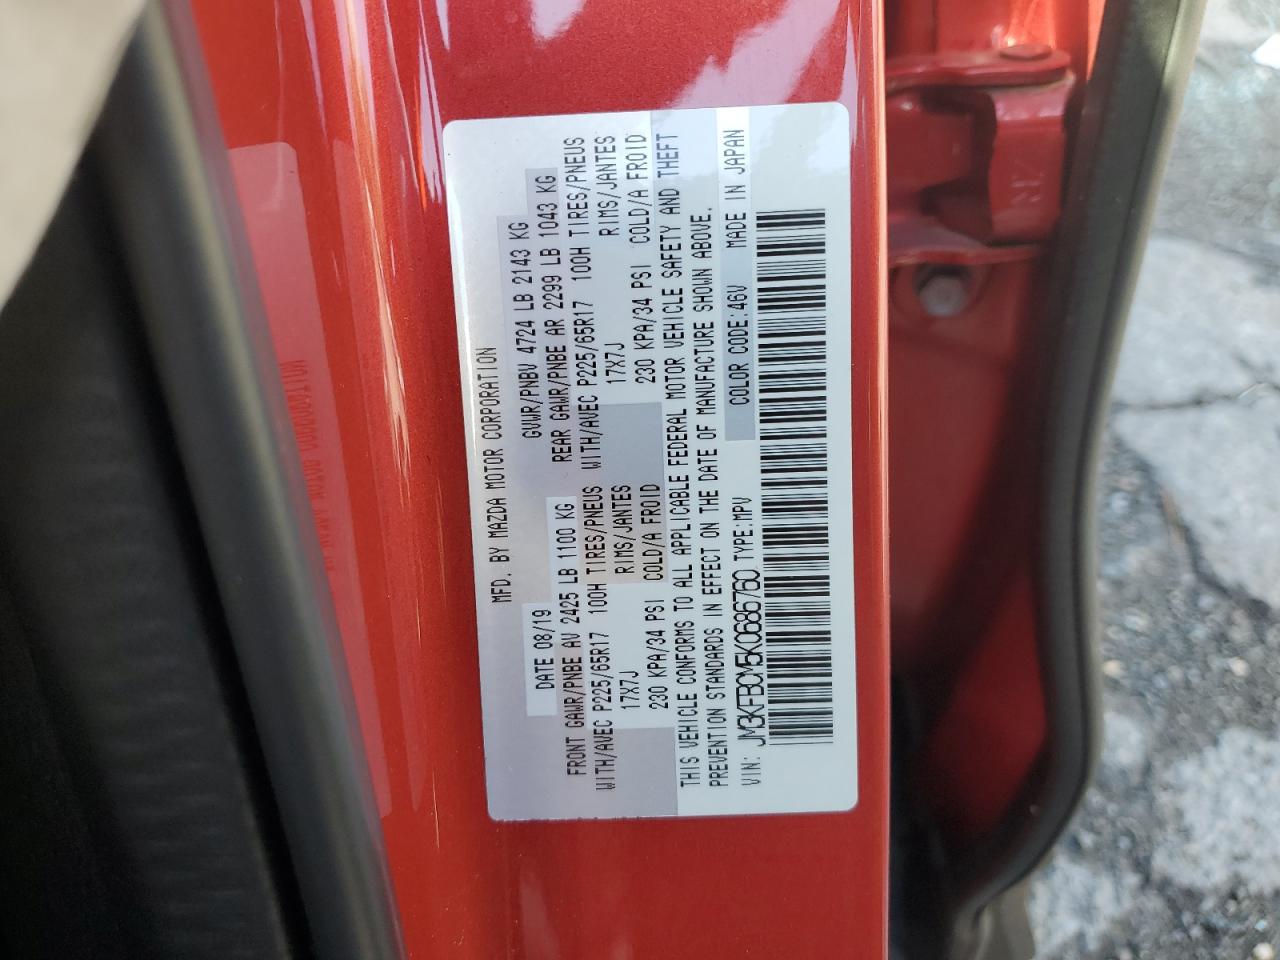 MFD. BY MAZDA MOTOR CORPORATION
DATE 08/19 GVWR/PNBV 4724 LB 2143 KG
FRONT GAWR/PNBE AV 2425 LB 1100 KG REAR GAWR/PNBE AR 2299 LB 1043 KG
WITH/AVEC P225/65R17 100H TIRES/PNEUS WITH/AVEC P225/65R17 100H TIRES/PNEUS
17X7J RIMS/JANTES 17X7J RIMS/JANTES
230 KPA/34 PSI COLD/A FROID 230 KPA/34 PSI COLD/A FROID
THIS VEHICLE CONFORMS TO ALL APPLICABLE FEDERAL MOTOR VEHICLE SAFETY AND THEFT
PREVENTION STANDARDS IN EFFECT ON THE DATE OF MANUFACTURE SHOWN ABOVE.
VIN: JM3KFBCM5K0686760 TYPE:MPV COLOR CODE:46V MADE IN JAPAN